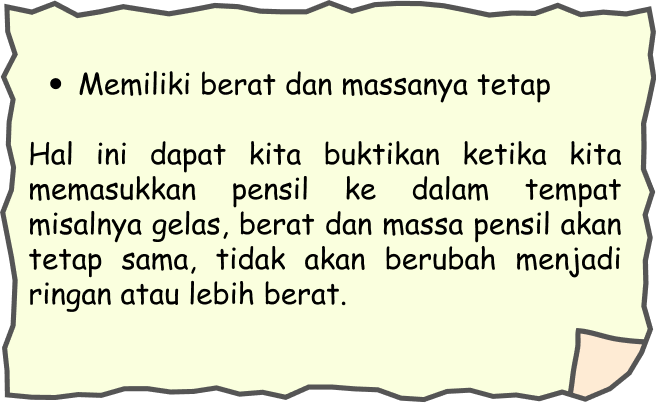 • Memiliki berat dan massanya tetap
Hal ini dapat kita buktikan ketika kita
memasukkan pensil ke dalam tempat
misalnya gelas, berat dan massa pensil akan
tetap sama, tidak akan berubah menjadi
ringan atau lebih berat.